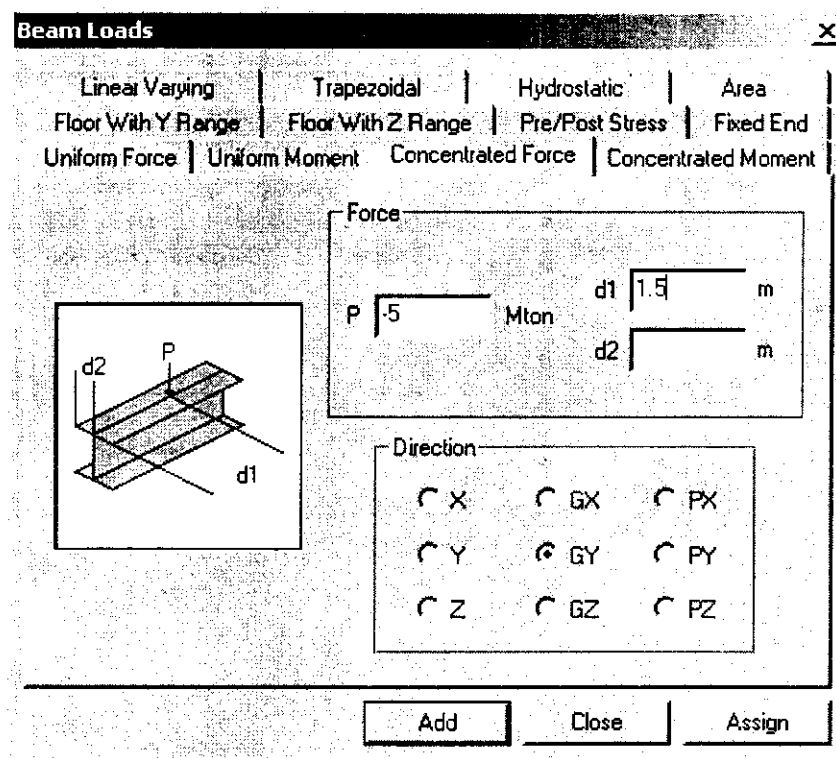 Beam Loads
Linear Varying Trapezoidal Hydrostatic Area
Floor With Y Range Floor With Z Range Pre/Post Stress Fixed End
Uniform Force Uniform Moment Concentrated Force Concentrated Moment
Force
P -5 Mton
d1 1.5 m
d2 m
d2 P
d1
Direction
X GX PX
Y GY PY
Z GZ PZ
Add Close Assign